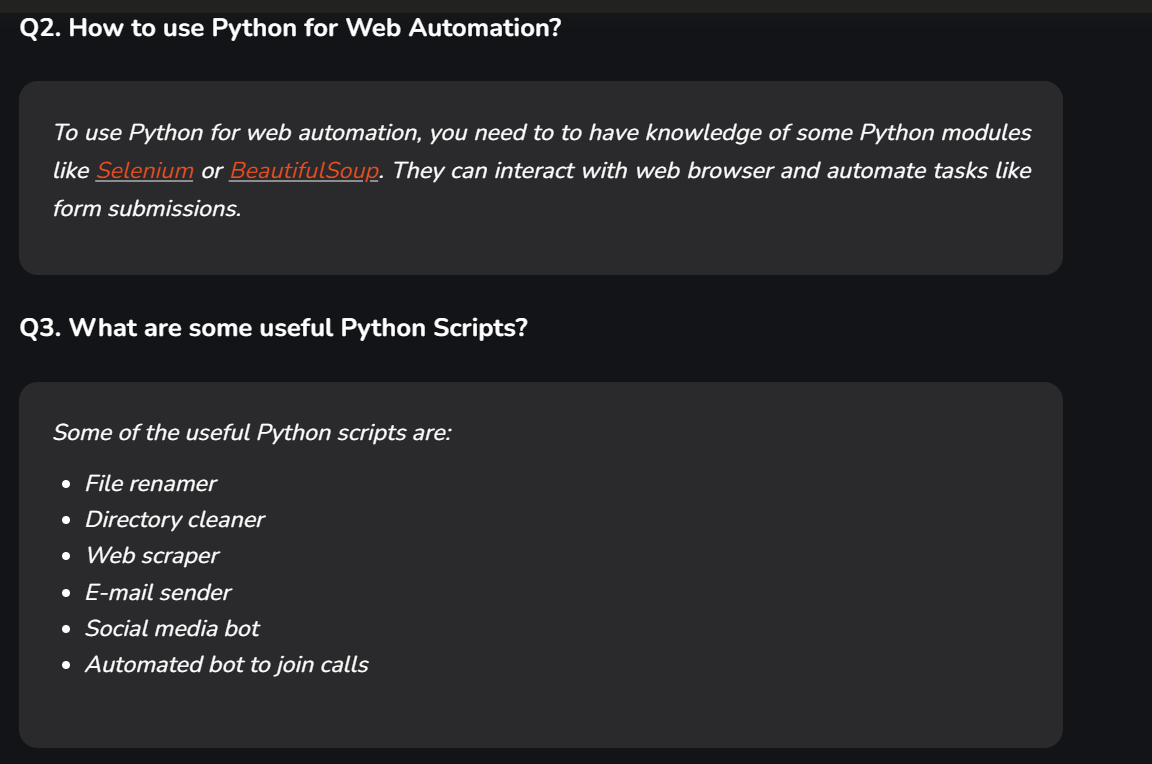 Q2. How to use Python for Web Automation?
To use Python for web automation, you need to to have knowledge of some Python modules
like Selenium or BeautifulSoup. They can interact with web browser and automate tasks like
form submissions.
Q3. What are some useful Python Scripts?
Some of the useful Python scripts are:
• File renamer
• Directory cleaner
• Web scraper
• E-mail sender
• Social media bot
• Automated bot to join calls